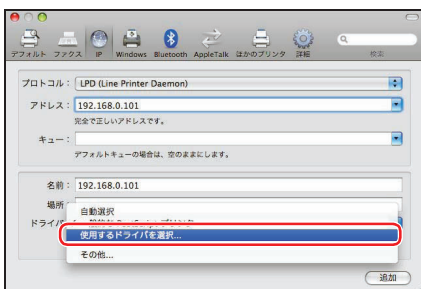 デフォルト ファクス IP Windows Bluetooth AppleTalk ほかのプリンタ 詳細 検索
プロトコル： LPD (Line Printer Daemon)
アドレス： 192.168.0.101
完全で正しいアドレスです。
キュー：
デフォルトキューの場合は、空のままにします。
名前： 192.168.0.101
場所
自動選択
ドライバ
使用するドライバを選択...
その他...
追加